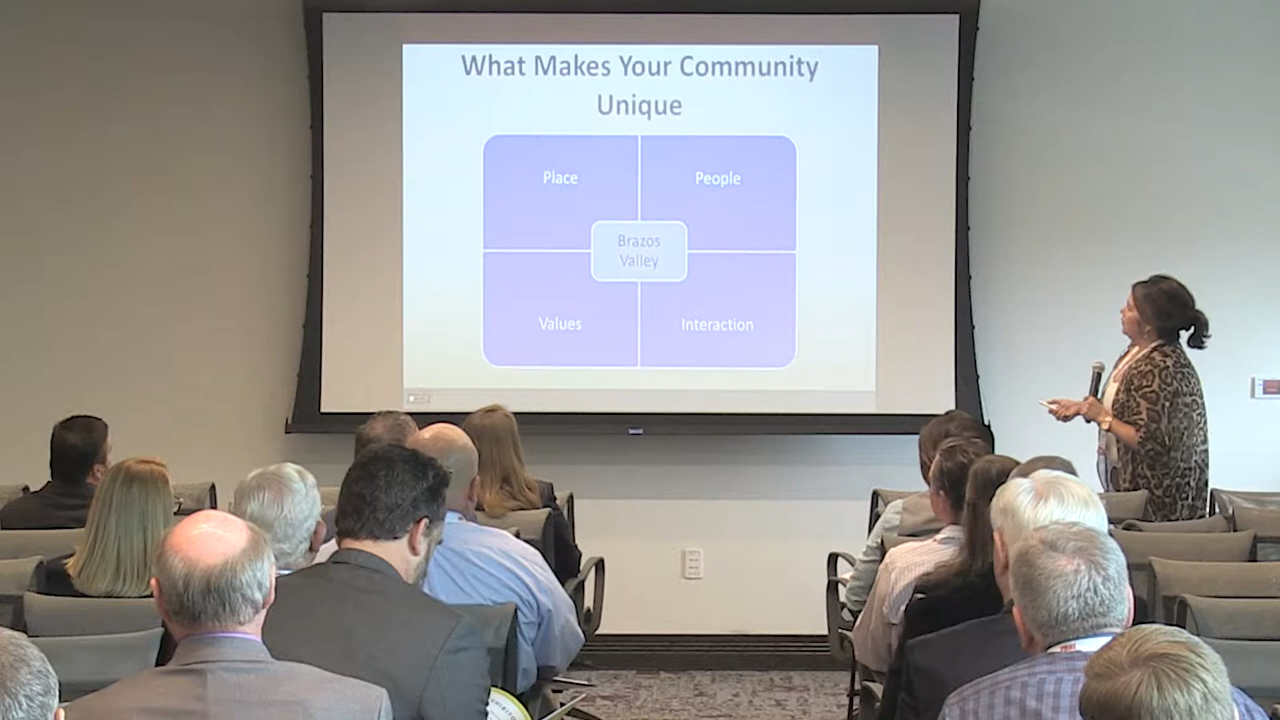 What Makes Your Community
Unique
Place
People
Brazos
Valley
Values
Interaction